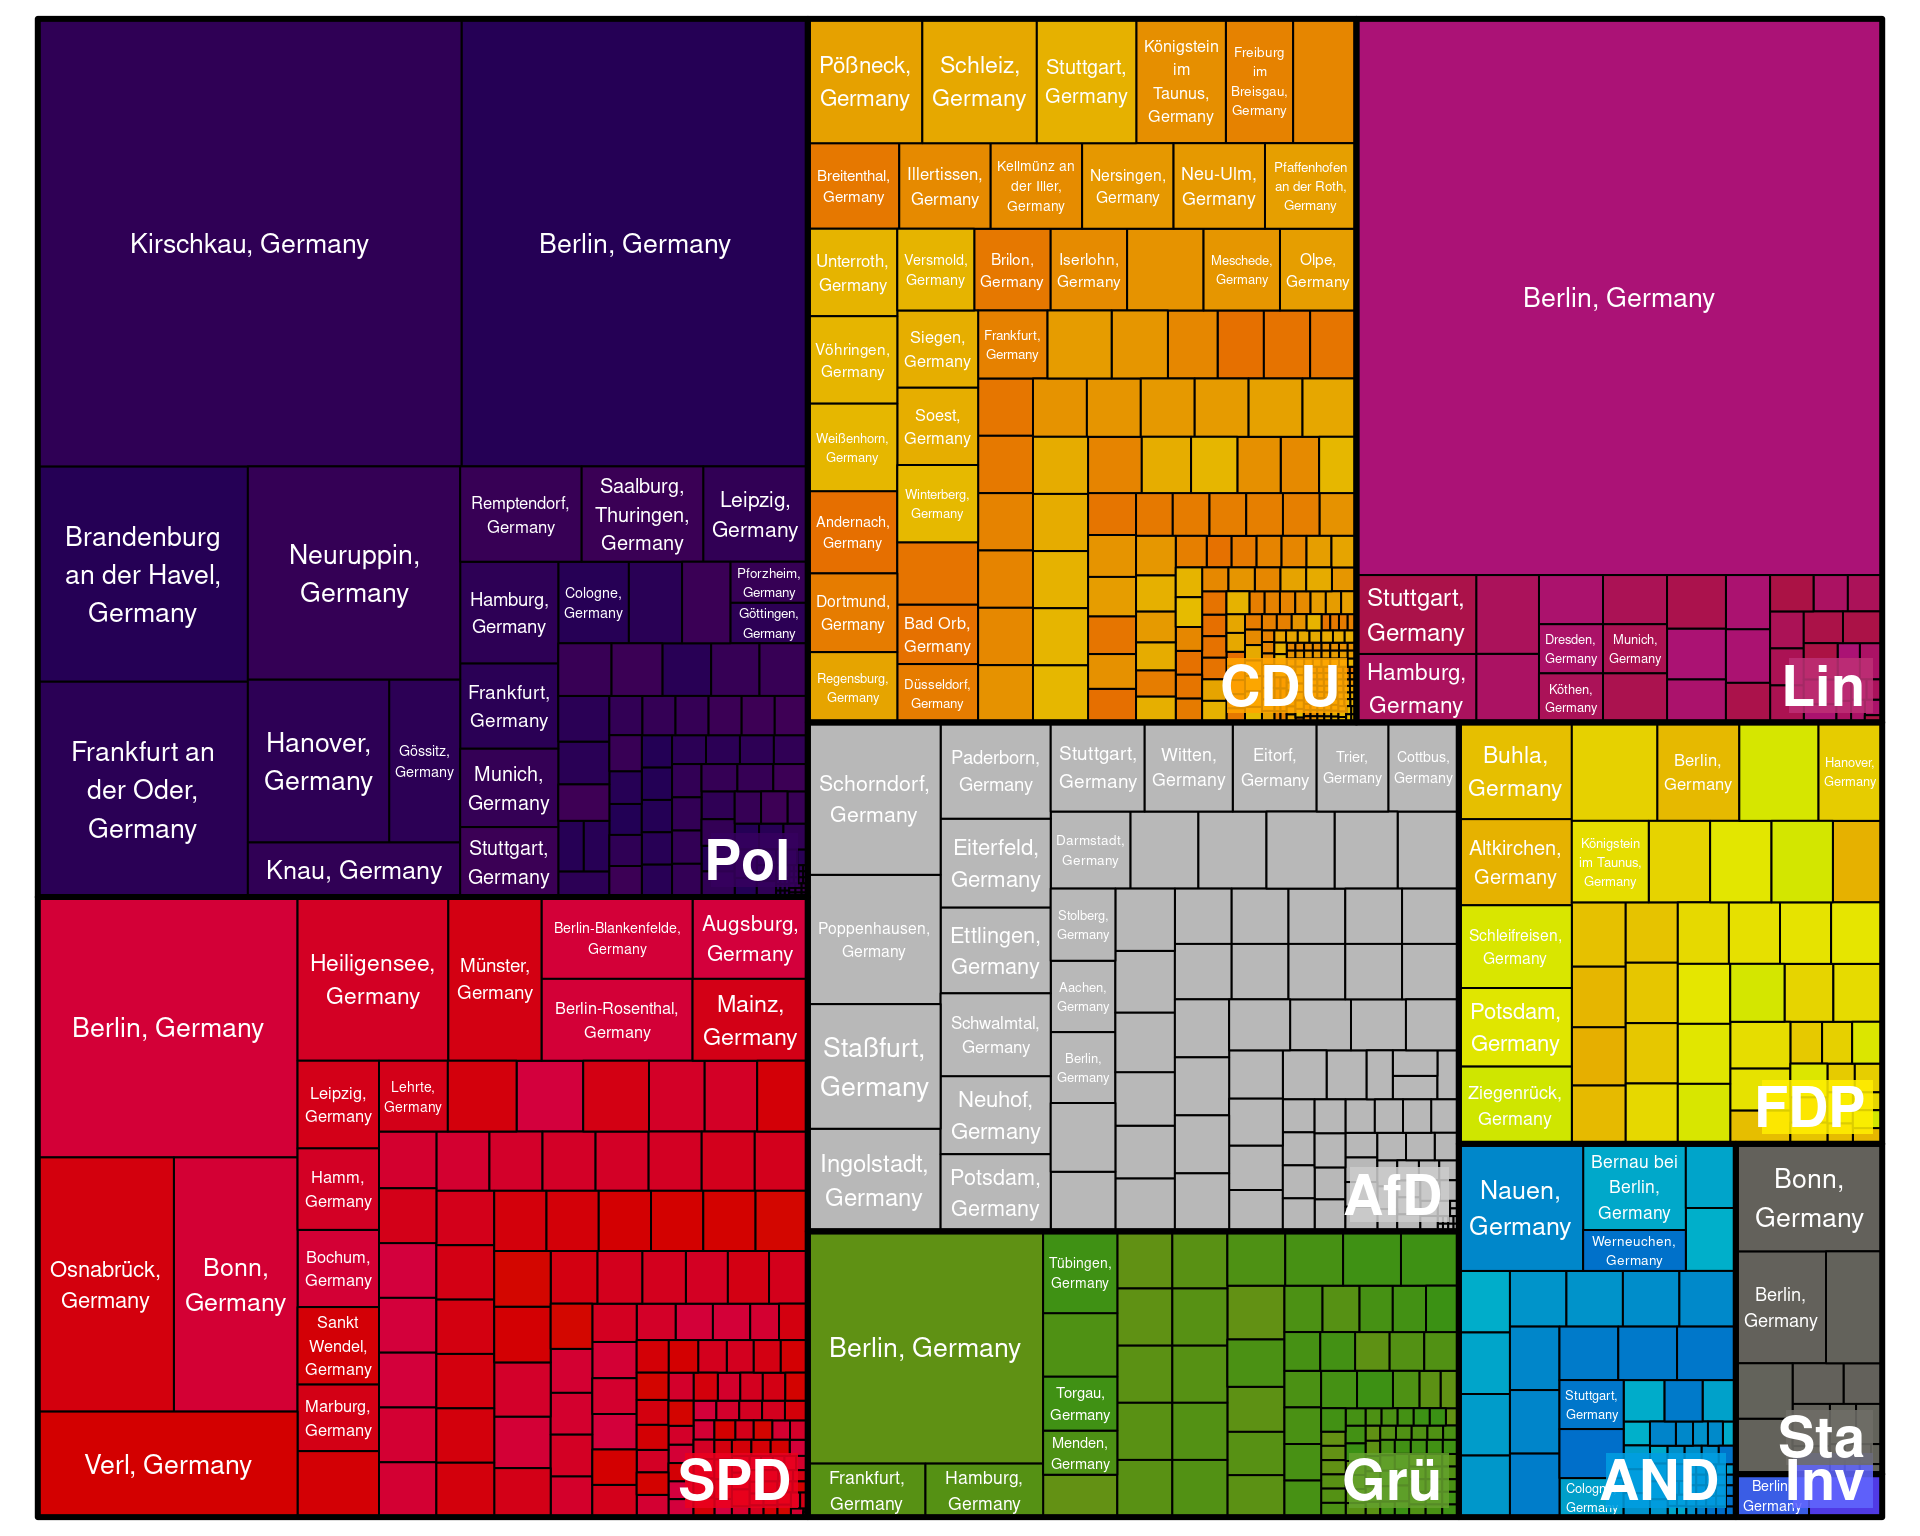 Kirschkau, Germany
Berlin, Germany
Brandenburg
an der Havel,
Germany
Neuruppin,
Germany
Remptendorf,
Germany
Saalburg,
Thuringen,
Germany
Leipzig,
Germany
Hamburg,
Germany
Cologne,
Germany
Pforzheim,
Germany
Göttingen,
Germany
Frankfurt an
der Oder,
Germany
Hanover,
Germany
Gössitz,
Germany
Frankfurt,
Germany
Munich,
Germany
Knau, Germany
Stuttgart,
Germany
Pol
Pößneck,
Germany
Schleiz,
Germany
Stuttgart,
Germany
Königstein
im
Taunus,
Germany
Freiburg
im
Breisgau,
Germany
Breitenthal,
Germany
Illertissen,
Germany
Kellmünz an
der Iller,
Germany
Nersingen,
Germany
Neu-Ulm,
Germany
Pfaffenhofen
an der Roth,
Germany
Unterroth,
Germany
Versmold,
Germany
Brilon,
Germany
Iserlohn,
Germany
Meschede,
Germany
Olpe,
Germany
Vöhringen,
Germany
Siegen,
Germany
Frankfurt,
Germany
Weißenhorn,
Germany
Soest,
Germany
Winterberg,
Germany
Andernach,
Germany
Dortmund,
Germany
Bad Orb,
Germany
Regensburg,
Germany
Düsseldorf,
Germany
CDU
Berlin, Germany
Stuttgart,
Germany
Hamburg,
Germany
Dresden,
Germany
Munich,
Germany
Köthen,
Germany
Lin
Berlin, Germany
Heiligensee,
Germany
Münster,
Germany
Berlin-Blankenfelde,
Germany
Augsburg,
Germany
Berlin-Rosenthal,
Germany
Mainz,
Germany
Leipzig,
Germany
Lehrte,
Germany
Hamm,
Germany
Osnabrück,
Germany
Bonn,
Germany
Bochum,
Germany
Sankt
Wendel,
Germany
Marburg,
Germany
Verl, Germany
SPD
Schorndorf,
Germany
Paderborn,
Germany
Stuttgart,
Germany
Witten,
Germany
Eitorf,
Germany
Trier,
Germany
Cottbus,
Germany
Eiterfeld,
Germany
Darmstadt,
Germany
Poppenhausen,
Germany
Ettlingen,
Germany
Stolberg,
Germany
Aachen,
Germany
Staßfurt,
Germany
Schwalmtal,
Germany
Berlin,
Germany
Neuhof,
Germany
Ingolstadt,
Germany
Potsdam,
Germany
AfD
Buhla,
Germany
Berlin,
Germany
Hanover,
Germany
Altkirchen,
Germany
Königstein
im Taunus,
Germany
Schleifreisen,
Germany
Potsdam,
Germany
Ziegenrück,
Germany
FDP
Berlin, Germany
Tübingen,
Germany
Torgau,
Germany
Menden,
Germany
Frankfurt,
Germany
Hamburg,
Germany
Grü
Nauen,
Germany
Bernau bei
Berlin,
Germany
Werneuchen,
Germany
Stuttgart,
Germany
Germany
AND
Bonn,
Germany
Berlin,
Germany
Sta
Berlin,
Germany
Inv